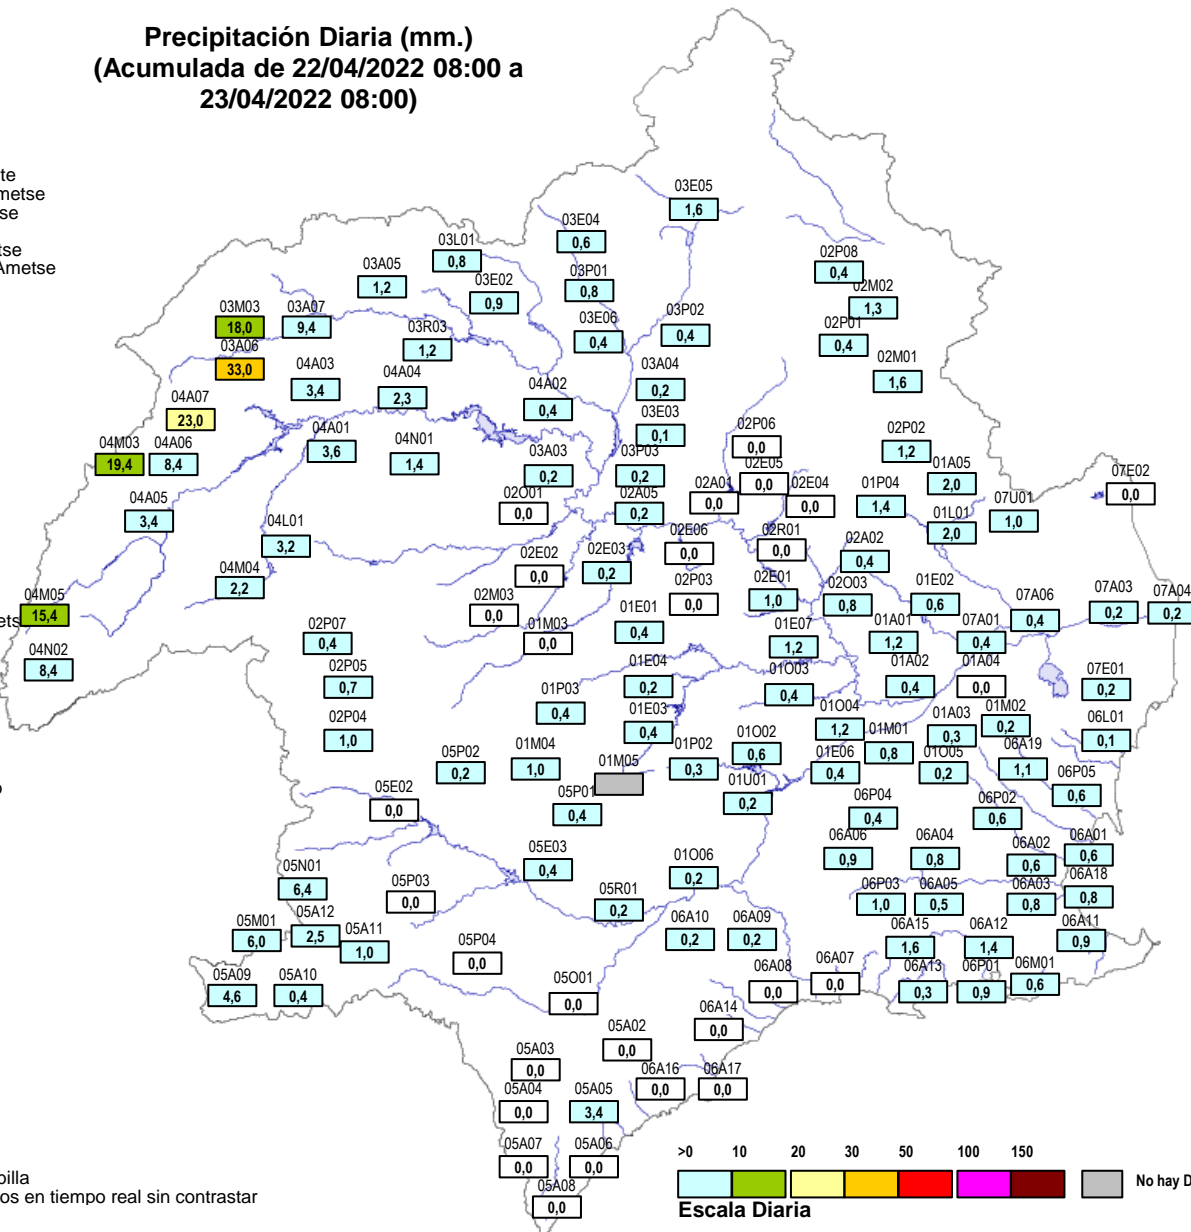 Precipitación Diaria (mm.)
(Acumulada de 22/04/2022 08:00 a
23/04/2022 08:00)
te
metse
se
tse
Ametse
03E05
1,6
03E04
0,6
03L01
0,8
03A05
1,2
03E02
0,9
03P01
0,8
02P08
0,4
02M02
1,3
03M03
18,0
03A07
9,4
03R03
1,2
03E06
0,4
03P02
0,4
02P01
0,4
03A06
33,0
04A03
3,4
04A04
2,3
03A04
0,2
02M01
1,6
04A07
23,0
04A02
0,4
03E03
0,1
04M03
19,4
04A06
8,4
04A01
3,6
04N01
1,4
03A03
0,2
03P03
0,2
02P06
0,0
02E05
0,0
02P02
1,2
01A05
2,0
07E02
0,0
04A05
3,4
02O01
0,0
02A05
0,2
02A01
0,0
02E04
0,0
01P04
1,4
01L01
2,0
07U01
1,0
04L01
3,2
02E06
0,0
02R01
0,0
02A02
0,4
04M04
2,2
02E02
0,0
02E03
0,2
04M05
15,4
ets
02M03
0,0
02P03
0,0
02E01
1,0
02O03
0,8
01E02
0,6
07A06
0,4
07A03
0,2
07A04
0,2
04N02
8,4
02P07
0,4
01M03
0,0
01E01
0,4
01E07
1,2
01A01
1,2
07A01
0,4
02P05
0,7
01E04
0,2
01O03
0,4
01A02
0,4
01A04
0,0
07E01
0,2
02P04
1,0
01P03
0,4
01E03
0,4
01O04
1,2
01A03
0,3
01M02
0,2
06L01
0,1
05P02
0,2
01M04
1,0
01M05
01P02
0,3
01O02
0,6
01E06
0,4
01M01
0,8
01O05
0,2
06A19
1,1
06P05
0,6
o
05E02
0,0
05P01
0,4
01U01
0,2
06P04
0,4
06P02
0,6
05E03
0,4
01O06
0,2
06A06
0,9
06A04
0,8
06A02
0,6
06A01
0,6
05N01
6,4
05P03
0,0
05R01
0,2
06P03
1,0
06A05
0,5
06A03
0,8
06A18
0,8
05M01
6,0
05A12
2,5
05A11
1,0
05P04
0,0
06A10
0,2
06A09
0,2
06A15
1,6
06A12
1,4
06A11
0,9
05A09
4,6
05A10
0,4
05O01
0,0
06A08
0,0
06A07
0,0
06A13
0,3
06P01
0,9
06M01
0,6
06A14
0,0
05A02
0,0
05A03
0,0
06A16
0,0
06A17
0,0
05A04
0,0
05A05
3,4
05A07
0,0
05A06
0,0
05A08
0,0
>0 10 20 30 50 100 150
No hay D
Escala Diaria
oilla
os en tiempo real sin contrastar